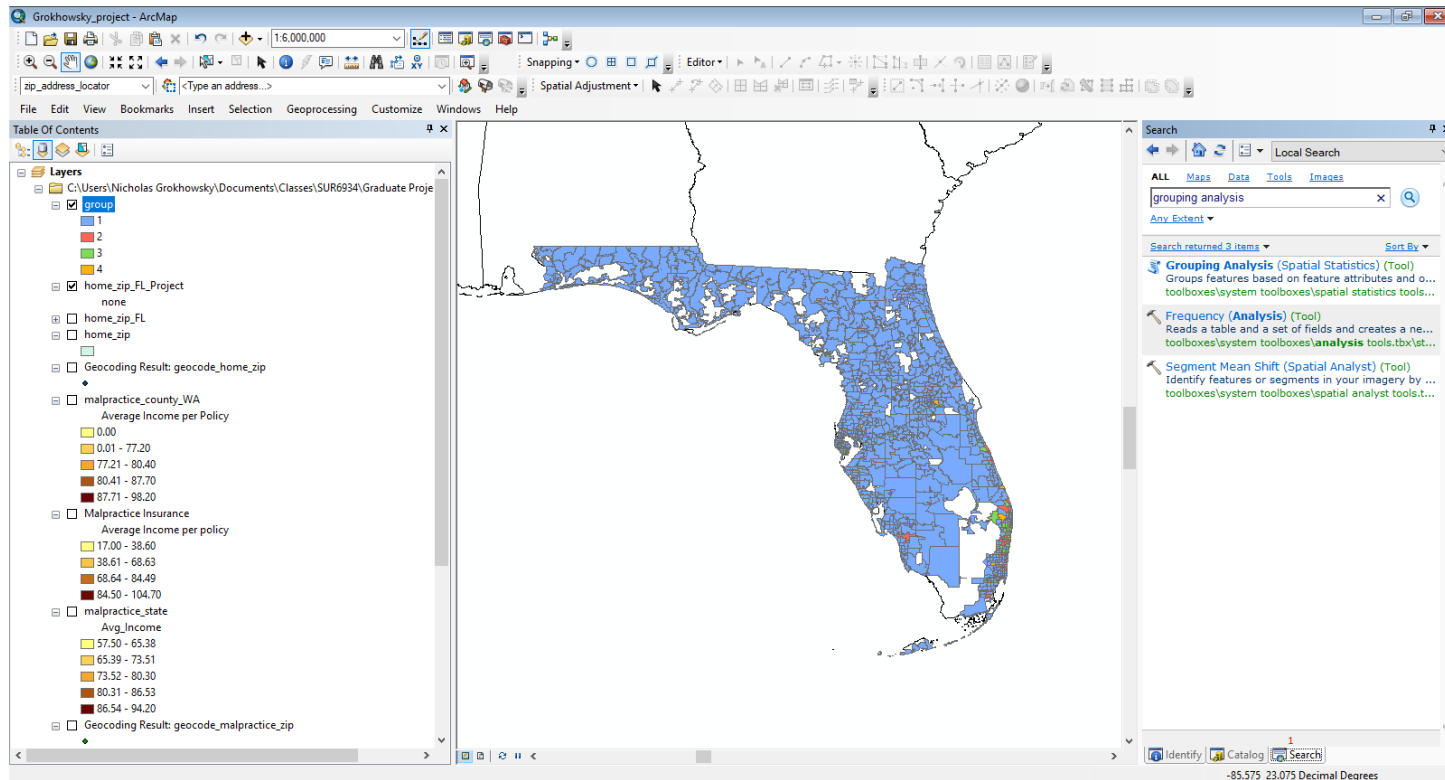 Grokhowsky_project - ArcMap
1:6,000,000
Snapping
Editor
zip_address_locator
<Type an address...>
Spatial Adjustment
File Edit View Bookmarks Insert Selection Geoprocessing Customize Windows Help
Table Of Contents
Layers
C:\Users\Nicholas Grokhowsky\Documents\Classes\SUR6934\Graduate Proje
group
1
2
3
4
home_zip_FL_Project
none
home_zip_FL
home_zip
Geocoding Result: geocode_home_zip
malpractice_county_WA
Average Income per Policy
0.00
0.01 - 77.20
77.21 - 80.40
80.41 - 87.70
87.71 - 98.20
Malpractice Insurance
Average Income per policy
17.00 - 38.60
38.61 - 68.63
68.64 - 84.49
84.50 - 104.70
malpractice_state
Avg_Income
57.50 - 65.38
65.39 - 73.51
73.52 - 80.30
80.31 - 86.53
86.54 - 94.20
Geocoding Result: geocode_malpractice_zip
Search
Local Search
ALL Maps Data Tools Images
grouping analysis
Any Extent
Search returned 3 items Sort By
Grouping Analysis (Spatial Statistics) (Tool)
Groups features based on feature attributes and o...
toolboxes\system toolboxes\spatial statistics tools...
Frequency (Analysis) (Tool)
Reads a table and a set of fields and creates a ne...
toolboxes\system toolboxes\analysis tools.tbx\st...
Segment Mean Shift (Spatial Analyst) (Tool)
Identify features or segments in your imagery by ...
toolboxes\system toolboxes\spatial analyst tools.t...
1
Identify Catalog Search
-85.575 23.075 Decimal Degrees